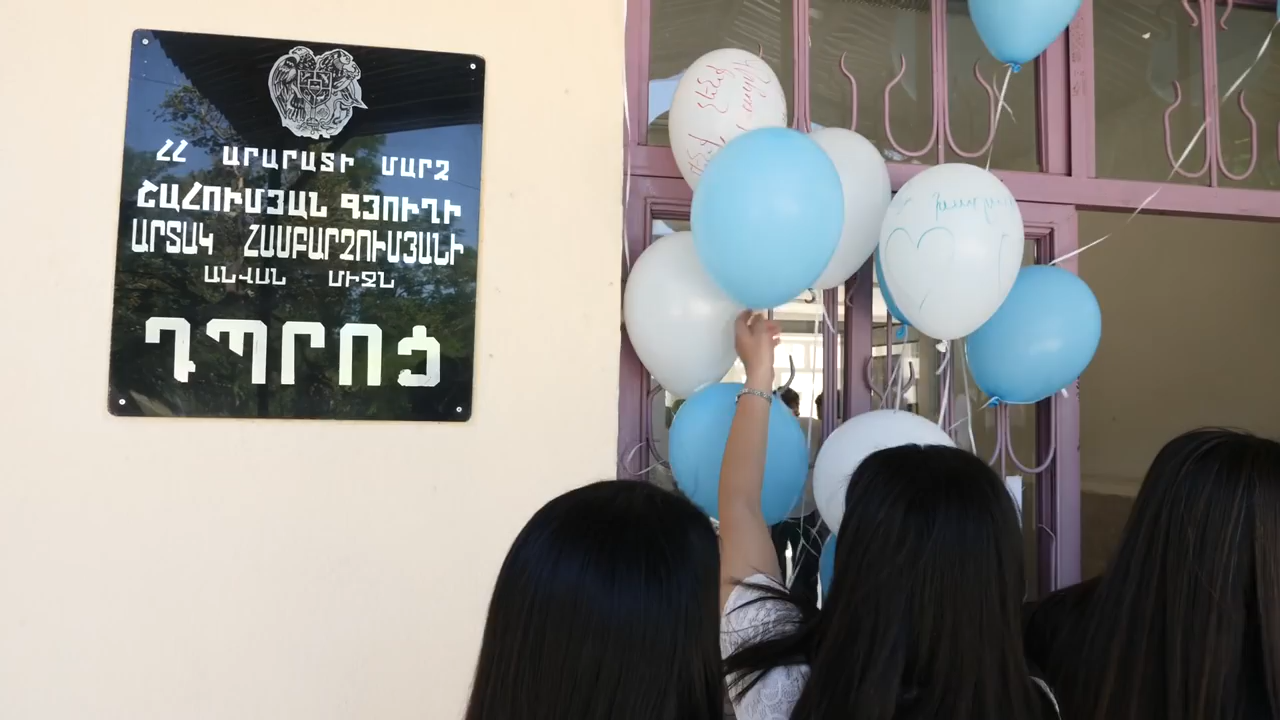 ՀՀ ԱՐԱՐԱՏԻ ՄԱՐԶ
ՇԱՀՈՒՄՅԱՆ ԳՅՈՒՂԻ
ԱՐՏԱԿ ՀԱՄԲԱՐՁՈՒՄՅԱՆԻ
ԱՆՎԱՆ ՄԻՋՆ
ԴՊՐՈՑ